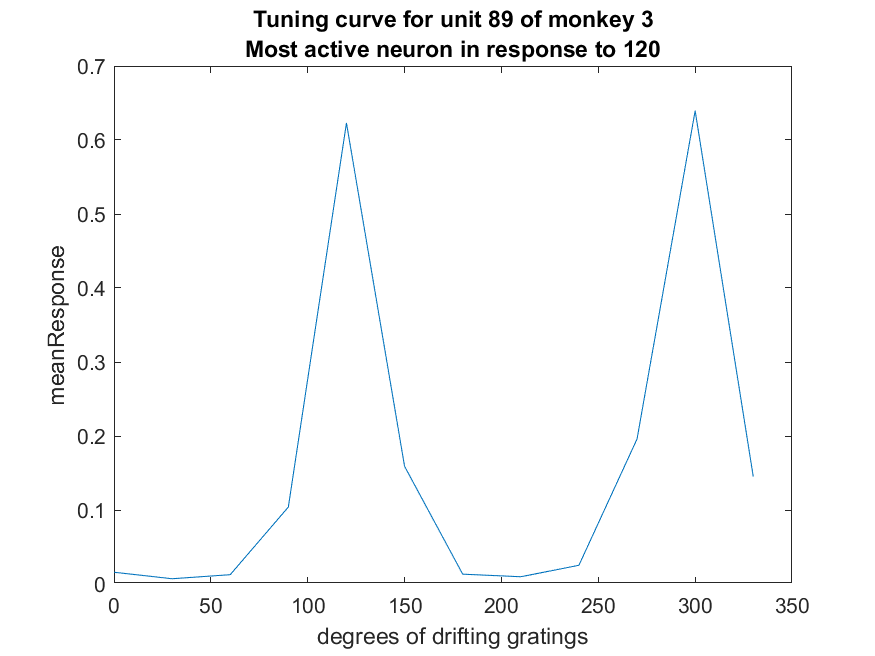 Tuning curve for unit 89 of monkey 3
Most active neuron in response to 120
0.7
0.6
0.5
0.4
0.3
0.2
0.1
0
meanResponse
0 50 100 150 200 250 300 350
degrees of drifting gratings